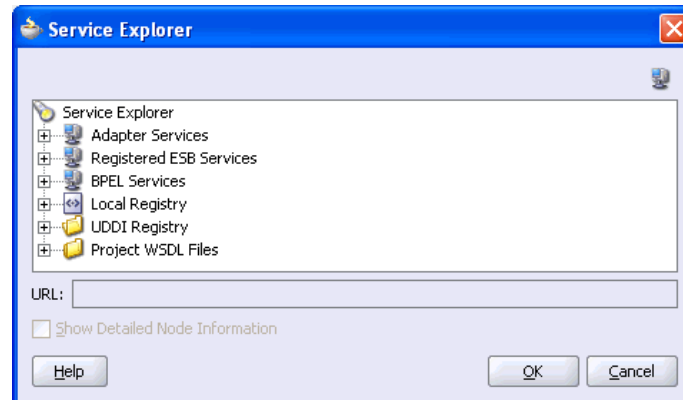 Service Explorer
Service Explorer
Adapter Services
Registered ESB Services
BPEL Services
Local Registry
UDDI Registry
Project WSDL Files
URL:
Show Detailed Node Information
Help OK Cancel